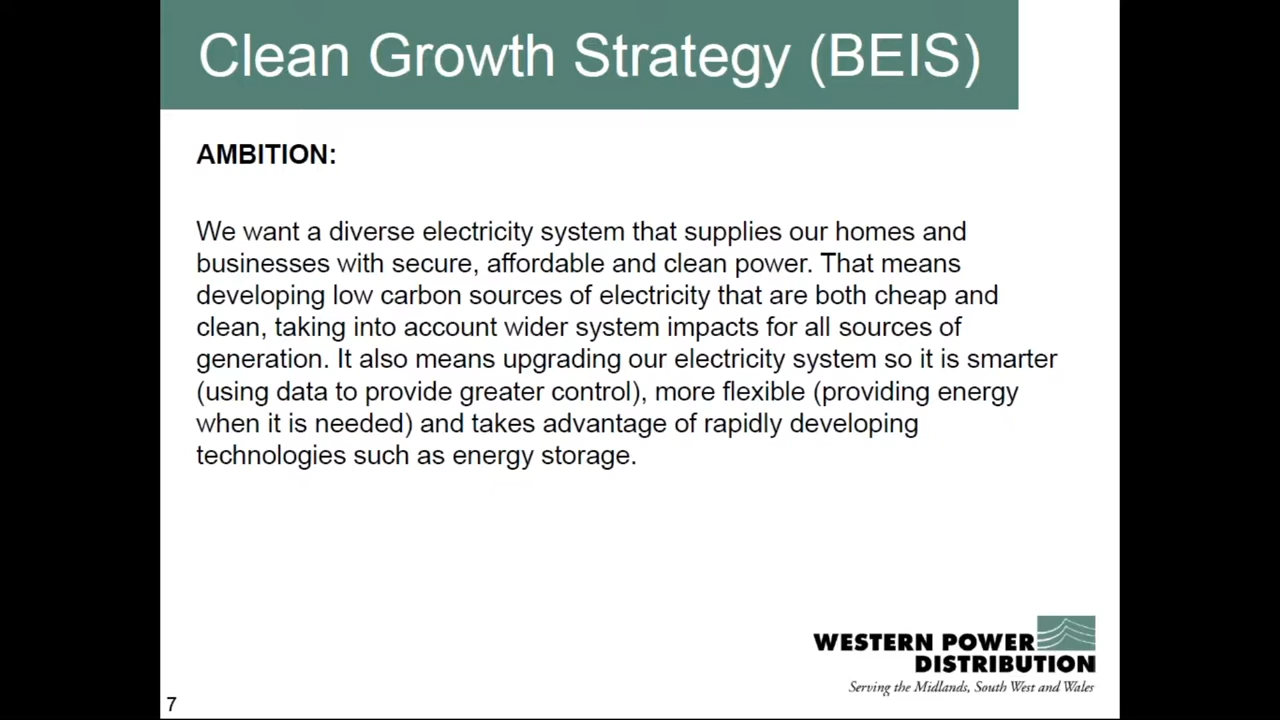 Clean Growth Strategy (BEIS)
AMBITION:
We want a diverse electricity system that supplies our homes and
businesses with secure, affordable and clean power. That means
developing low carbon sources of electricity that are both cheap and
clean, taking into account wider system impacts for all sources of
generation. It also means upgrading our electricity system so it is smarter
(using data to provide greater control), more flexible (providing energy
when it is needed) and takes advantage of rapidly developing
technologies such as energy storage.
WESTERN POWER
DISTRIBUTION
Serving the Midlands, South West and Wales
7